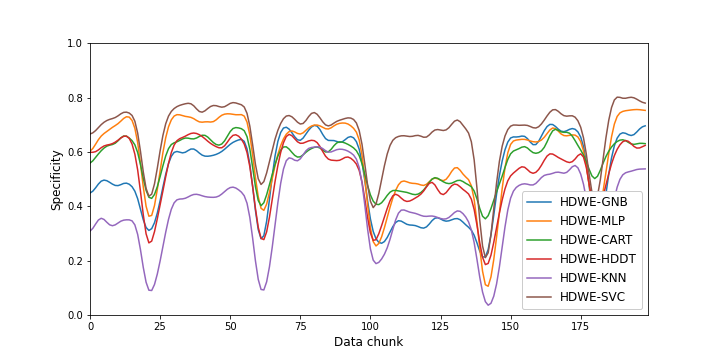 1.0
0.8
0.6
0.4
0.2
0.0
Specificity
0 25 50 75 100 125 150 175
Data chunk
HDWE-GNB
HDWE-MLP
HDWE-CART
HDWE-HDDT
HDWE-KNN
HDWE-SVC